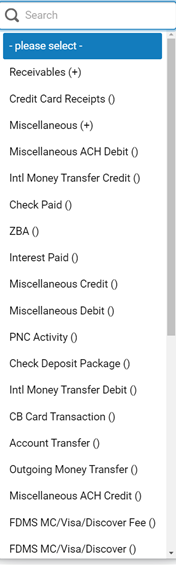 Search
- please select -
Receivables (+)
Credit Card Receipts ()
Miscellaneous (+)
Miscellaneous ACH Debit ()
Intl Money Transfer Credit ()
Check Paid ()
ZBA ()
Interest Paid ()
Miscellaneous Credit ()
Miscellaneous Debit ()
PNC Activity ()
Check Deposit Package ()
Intl Money Transfer Debit ()
CB Card Transaction ()
Account Transfer ()
Outgoing Money Transfer ()
Miscellaneous ACH Credit ()
FDMS MC/Visa/Discover Fee ()
FDMS MC/Visa/Discover ()